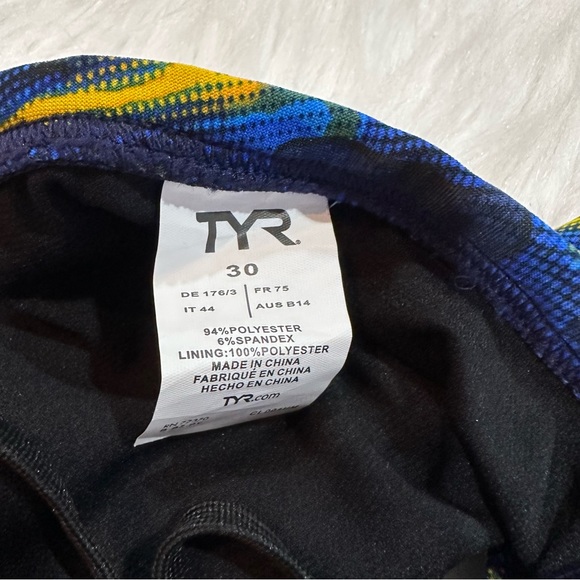 TYR
30
DE 176/3 FR 75
IT 44 AUS B14
94%POLYESTER
6%SPANDEX
LINING:100%POLYESTER
MADE IN CHINA
FABRIQUÉ EN CHINA
HECHO EN CHINA
TYR.com